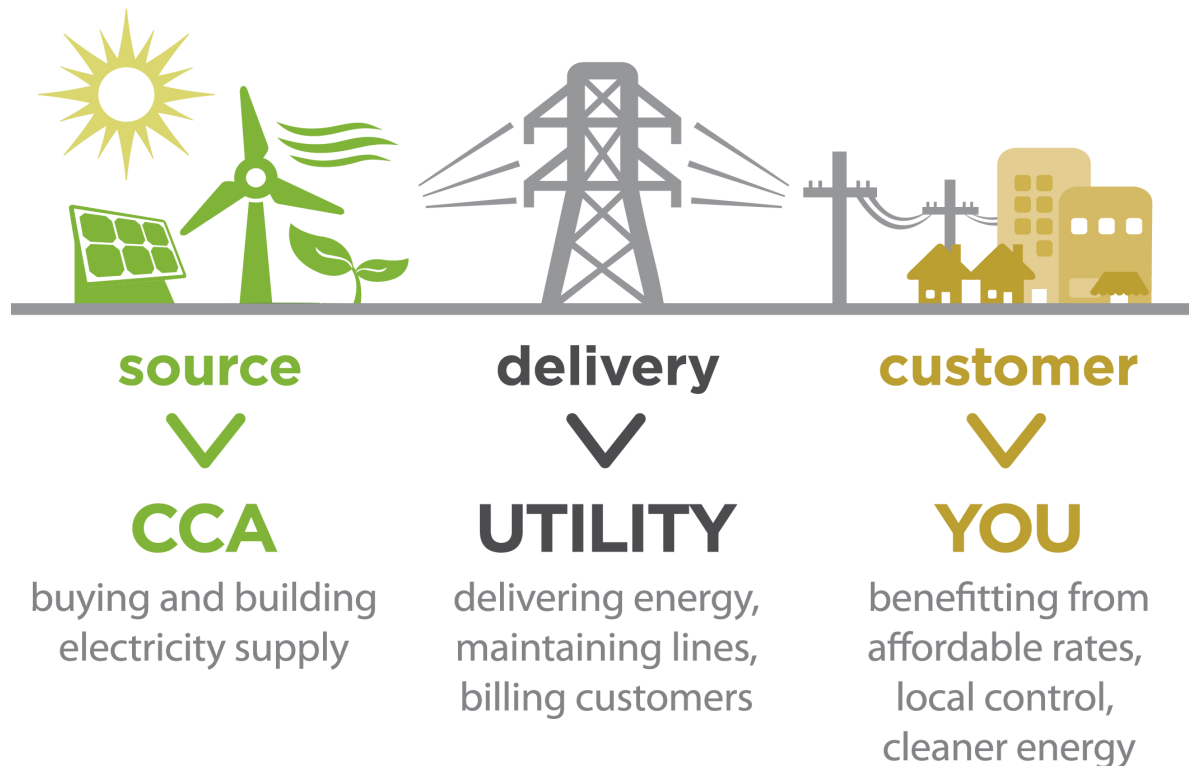 source
CCA
buying and building
electricity supply
delivery
UTILITY
delivering energy,
maintaining lines,
billing customers
customer
YOU
benefitting from
affordable rates,
local control,
cleaner energy